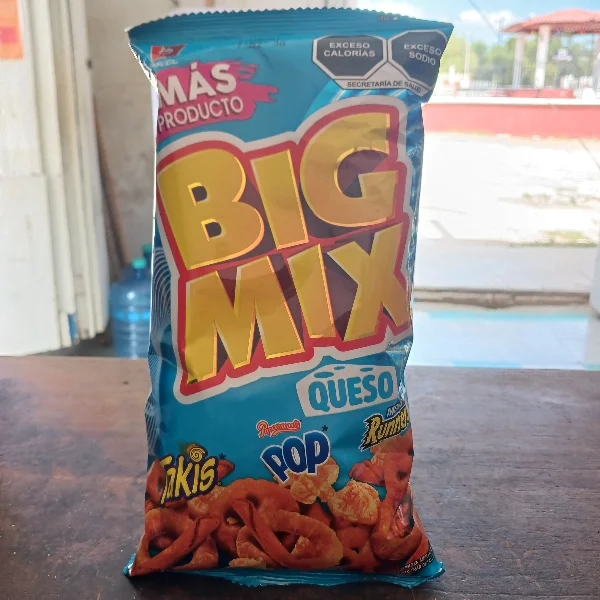 EXCESO
CALORÍAS
EXCESO
SODIO
SECRETARÍA DE SALUD
MÁS
PRODUCTO
BIG
MIX
QUESO
Takis
POP
Runners